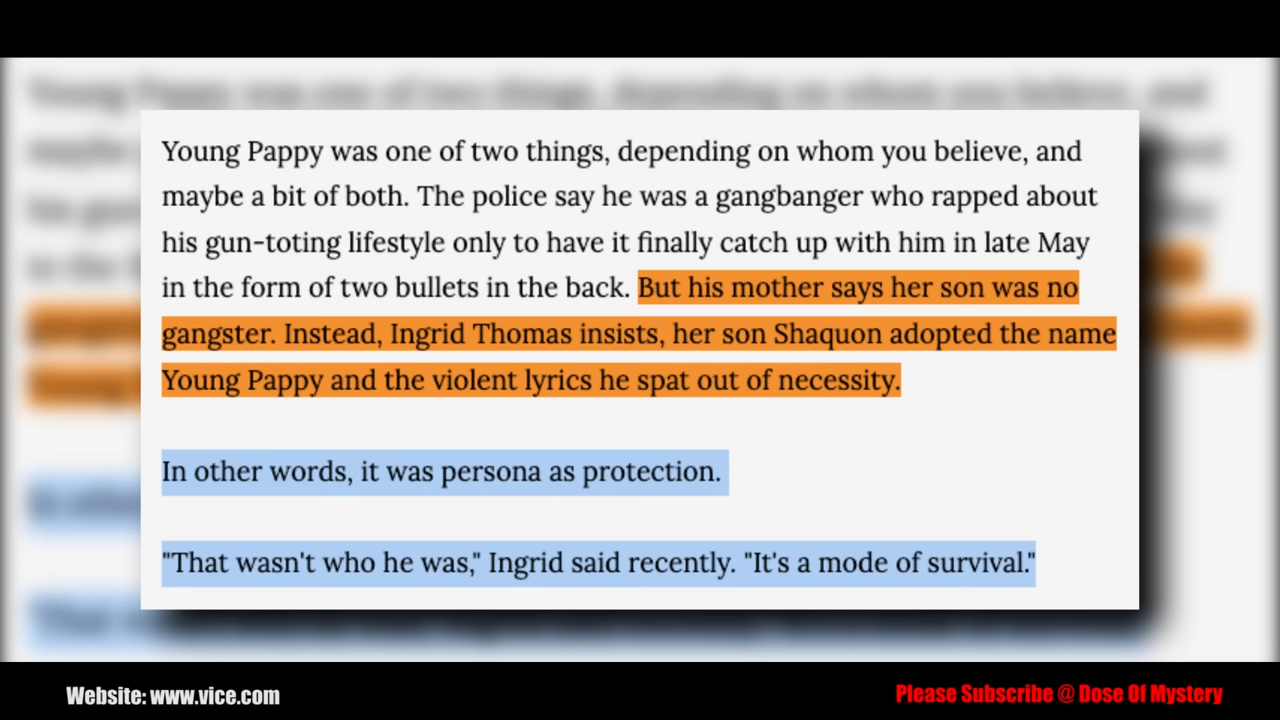 Young Pappy was one of two things, depending on whom you believe, and
maybe a bit of both. The police say he was a gangbanger who rapped about
his gun-toting lifestyle only to have it finally catch up with him in late May
in the form of two bullets in the back. But his mother says her son was no
gangster. Instead, Ingrid Thomas insists, her son Shaquon adopted the name
Young Pappy and the violent lyrics he spat out of necessity.
In other words, it was persona as protection.
"That wasn't who he was," Ingrid said recently. "It's a mode of survival."
Website: www.vice.com
Please Subscribe @ Dose Of Mystery